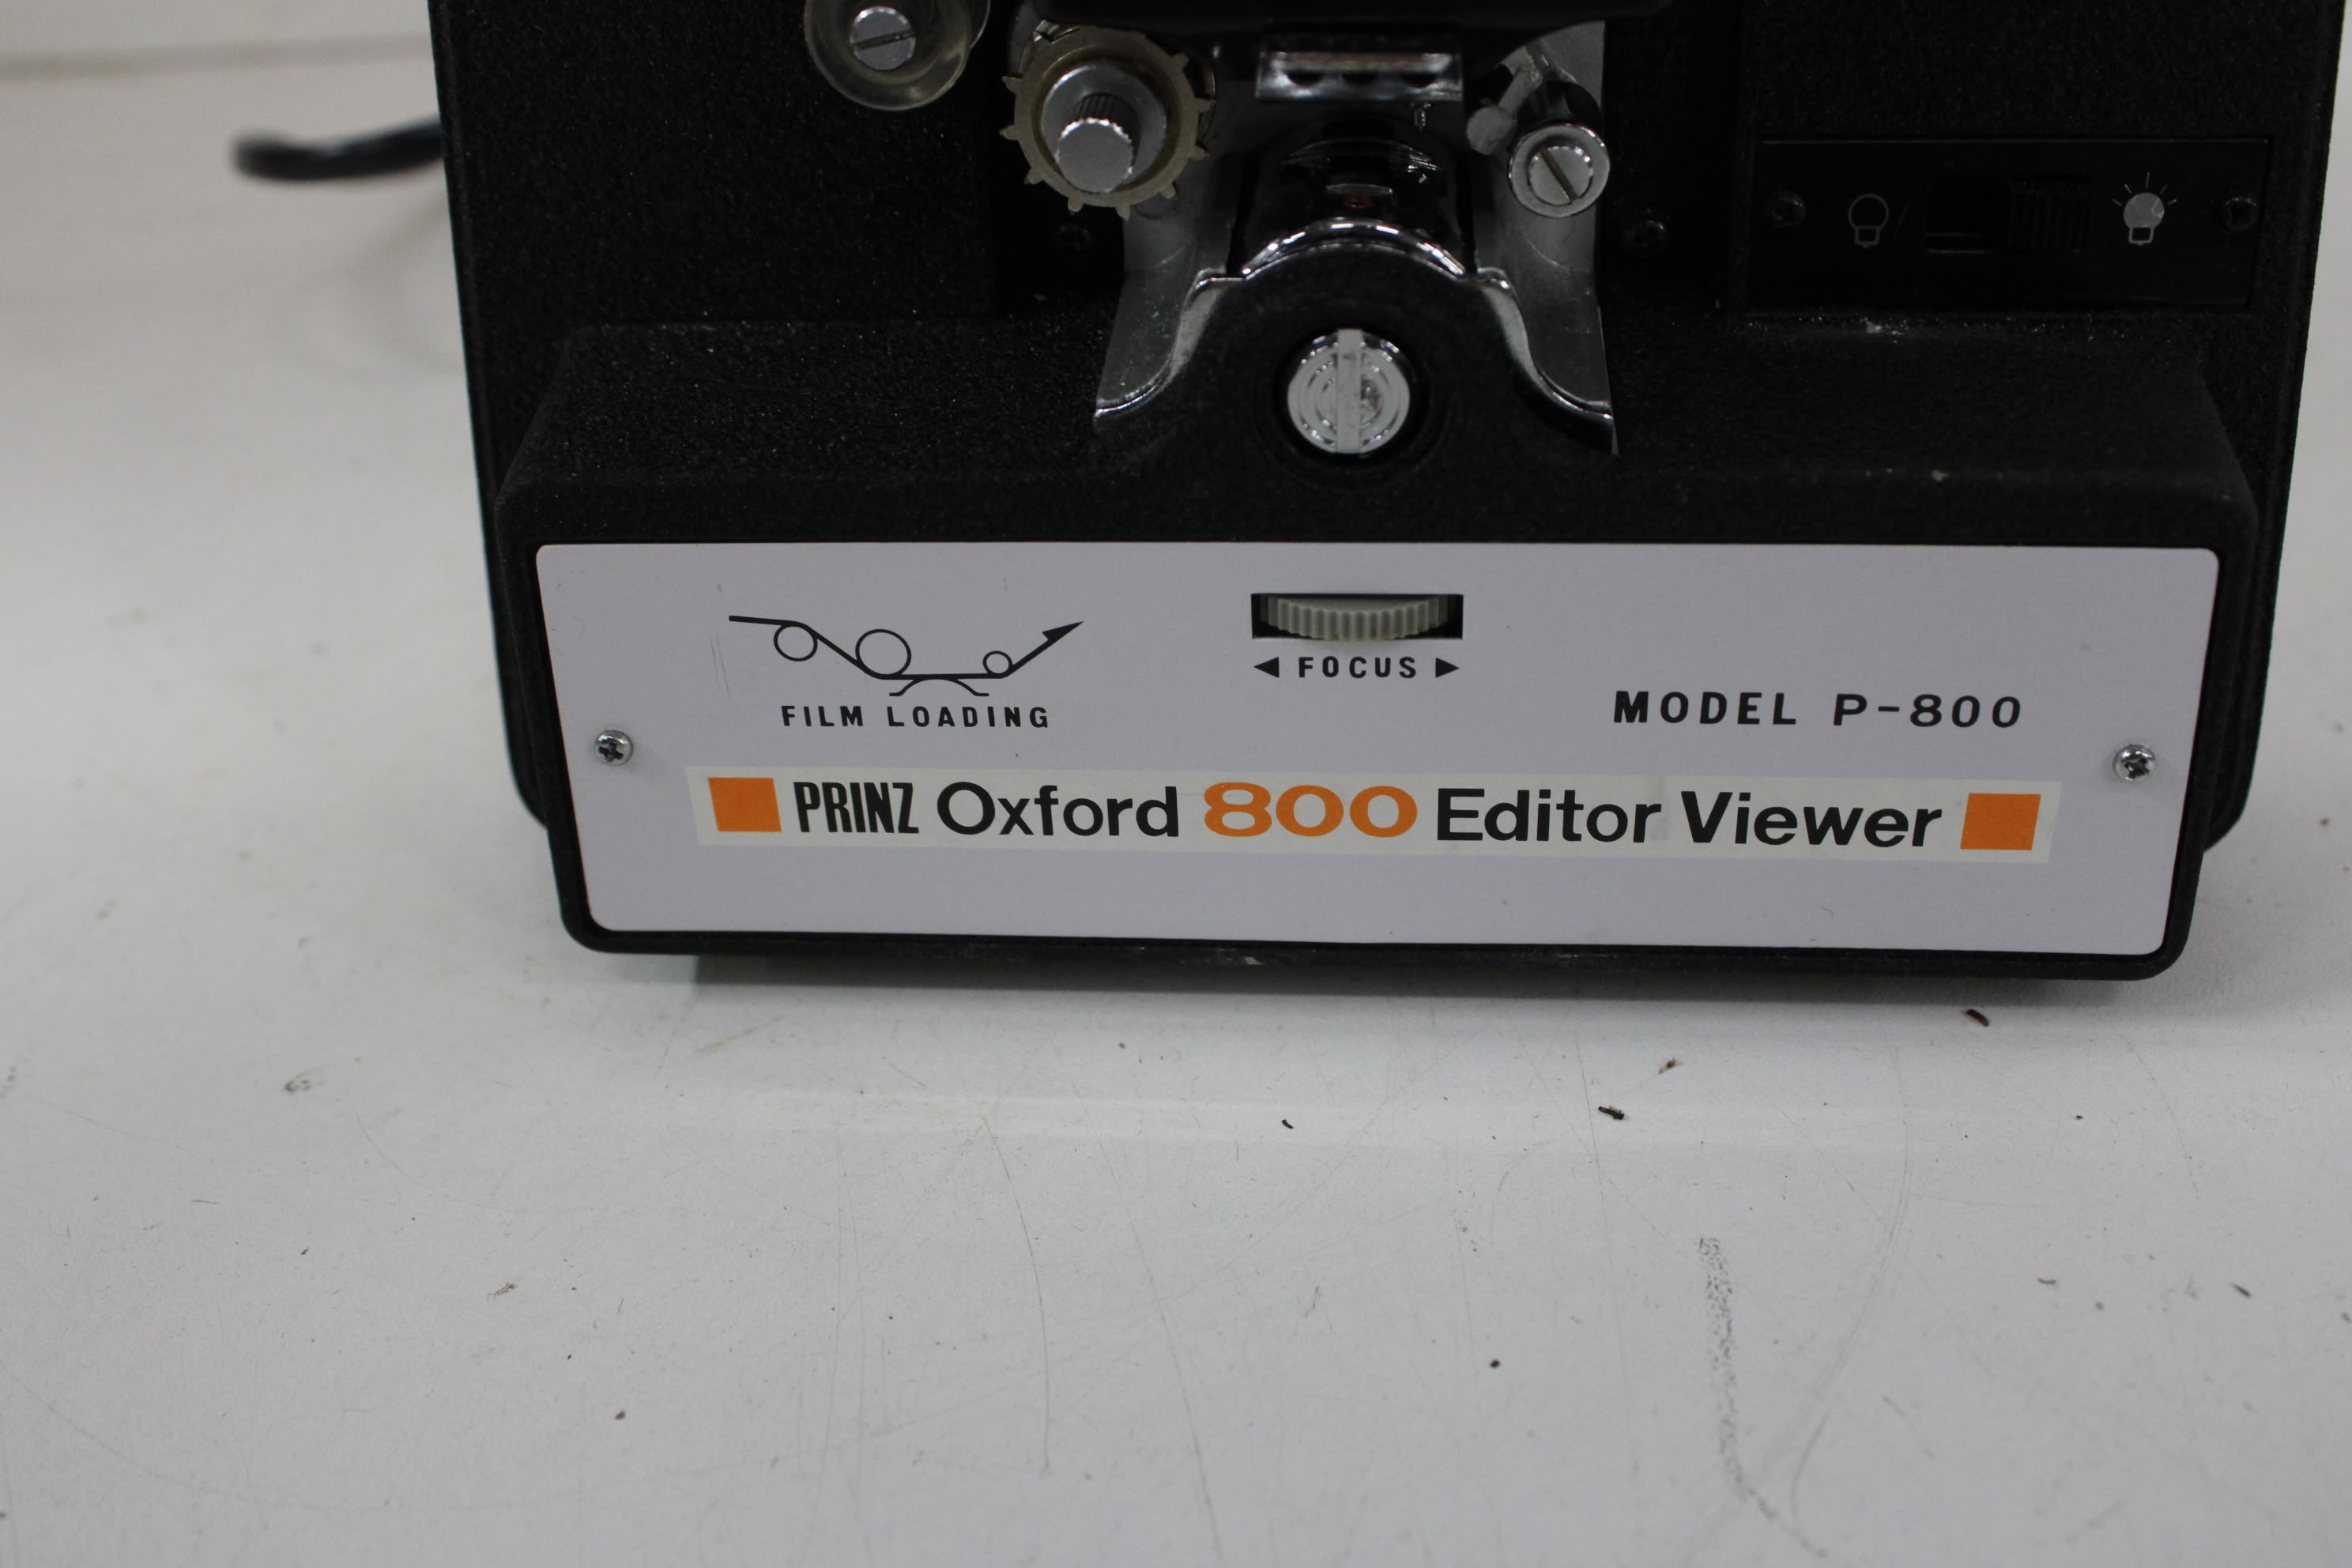 ◀ FOCUS ▶
FILM LOADING
MODEL P-800
PRINZ Oxford 800 Editor Viewer